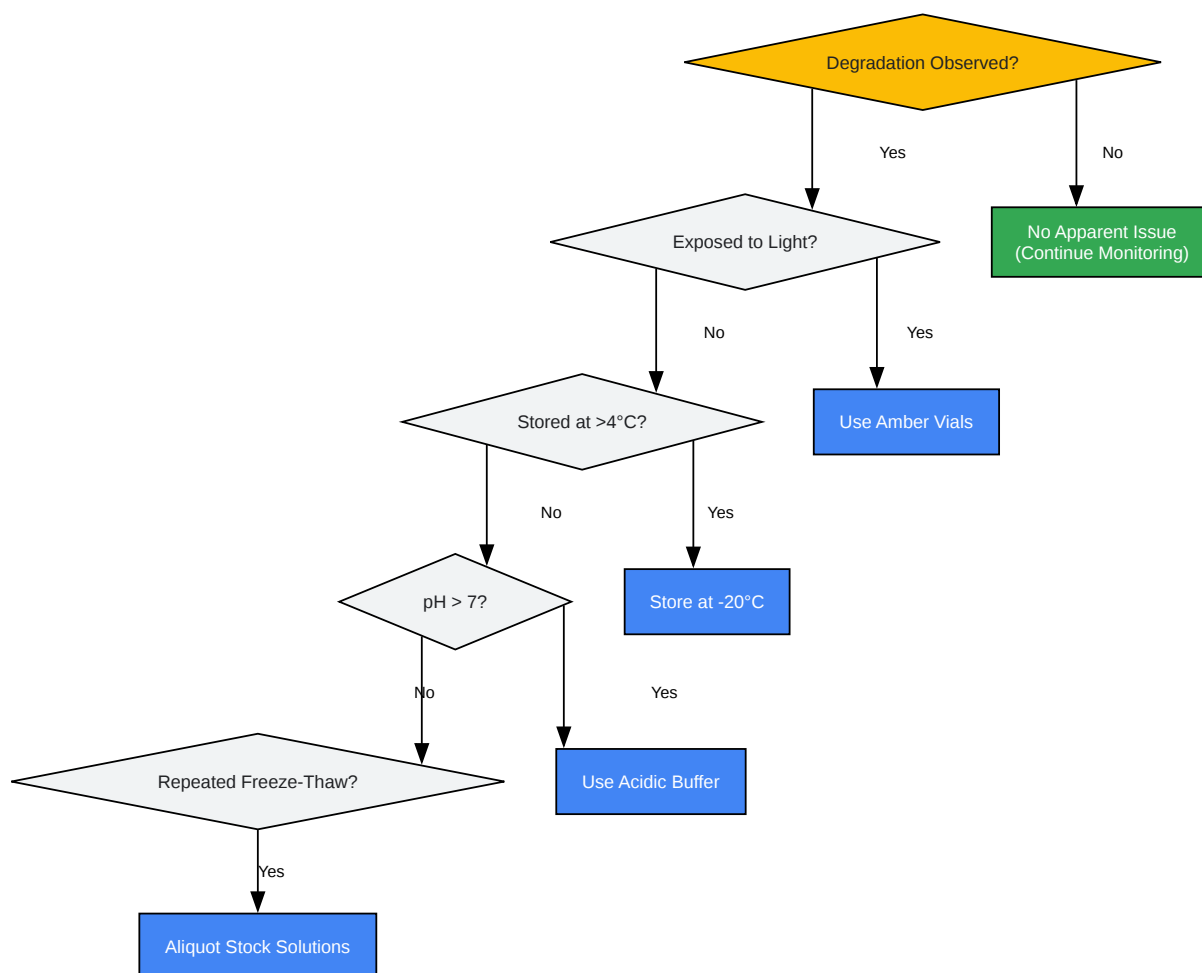 Degradation Observed?
Yes
No
Exposed to Light?
No Apparent Issue
(Continue Monitoring)
No
Yes
Stored at >4°C?
Use Amber Vials
No
Yes
pH > 7?
Store at -20°C
No
Yes
Repeated Freeze-Thaw?
Use Acidic Buffer
Yes
Aliquot Stock Solutions